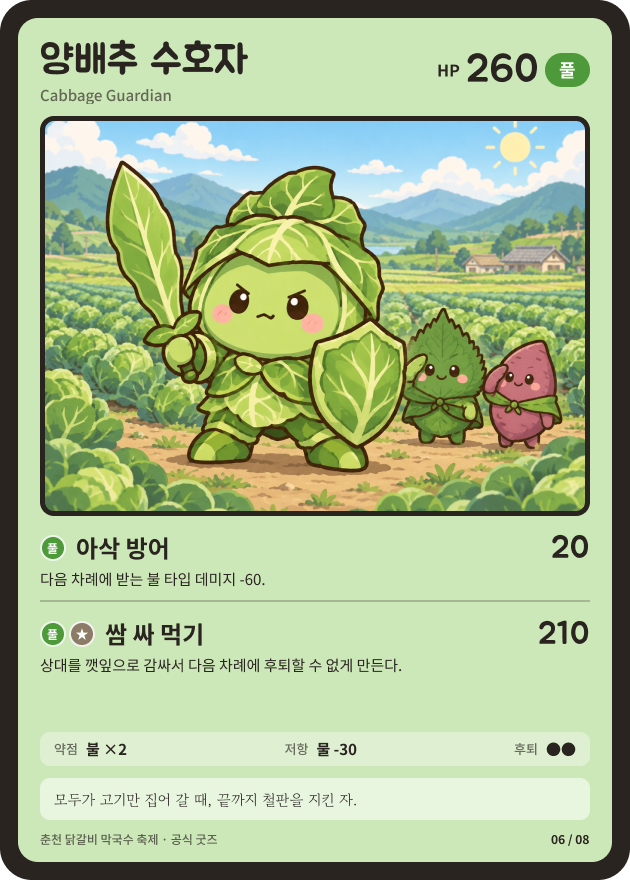 양배추 수호자
HP 260 풀
Cabbage Guardian
풀 아삭 방어 20
다음 차례에 받는 불 타입 데미지 -60.
풀 ★ 쌈 싸 먹기 210
상대를 깻잎으로 감싸서 다음 차례에 후퇴할 수 없게 만든다.
약점 불 ×2 저항 물 -30 후퇴 ●●
모두가 고기만 집어 갈 때, 끝까지 철판을 지킨 자.
춘천 닭갈비 막국수 축제 · 공식 굿즈 06 / 08